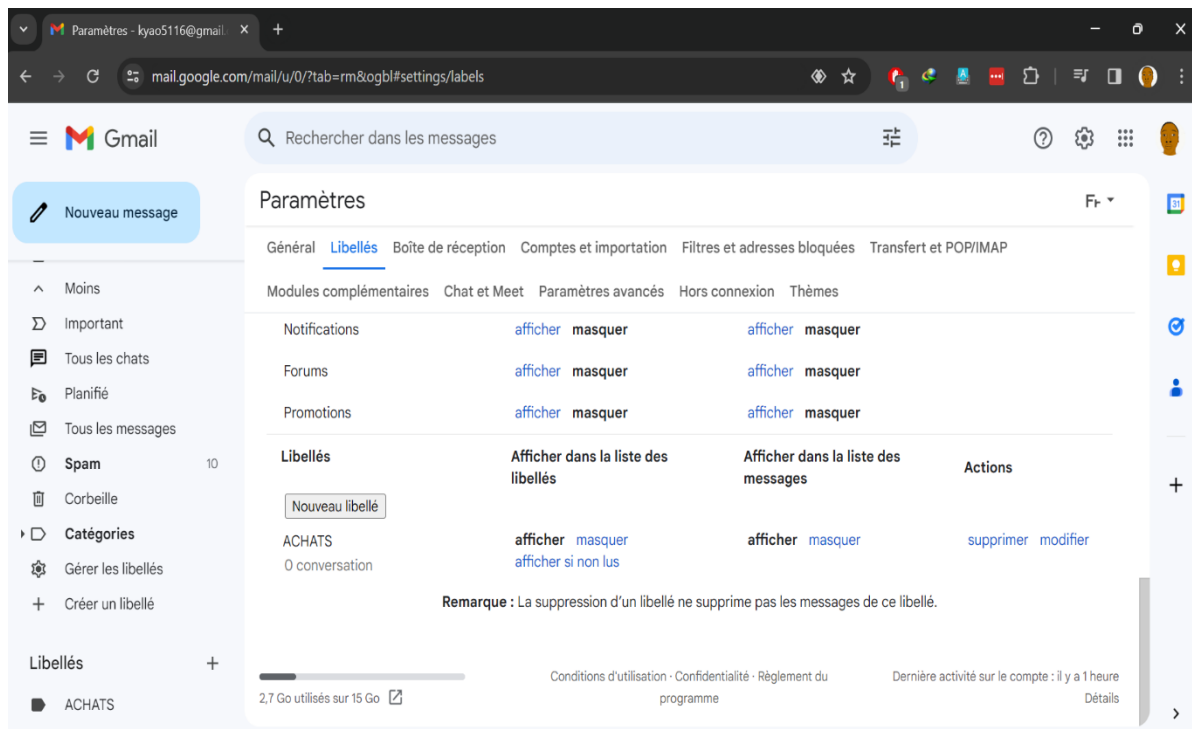 Paramètres - kyao5116@gmail.
mail.google.com/mail/u/0/?tab=rm&ogbl#settings/labels
1
Gmail
Rechercher dans les messages
Nouveau message
Moins
Important
Tous les chats
Planifié
Tous les messages
Spam 10
Corbeille
Catégories
Gérer les libellés
Créer un libellé
Libellés +
ACHATS
Paramètres
Général Libellés Boîte de réception Comptes et importation Filtres et adresses bloquées Transfert et POP/IMAP
Modules complémentaires Chat et Meet Paramètres avancés Hors connexion Thèmes
Notifications afficher masquer afficher masquer
Forums afficher masquer afficher masquer
Promotions afficher masquer afficher masquer
Libellés Afficher dans la liste des libellés Afficher dans la liste des messages Actions
Nouveau libellé
ACHATS afficher masquer afficher masquer supprimer modifier
0 conversation afficher si non lus
Remarque : La suppression d'un libellé ne supprime pas les messages de ce libellé.
2,7 Go utilisés sur 15 Go
Conditions d'utilisation · Confidentialité · Règlement du
programme
Dernière activité sur le compte : il y a 1 heure
Détails
31